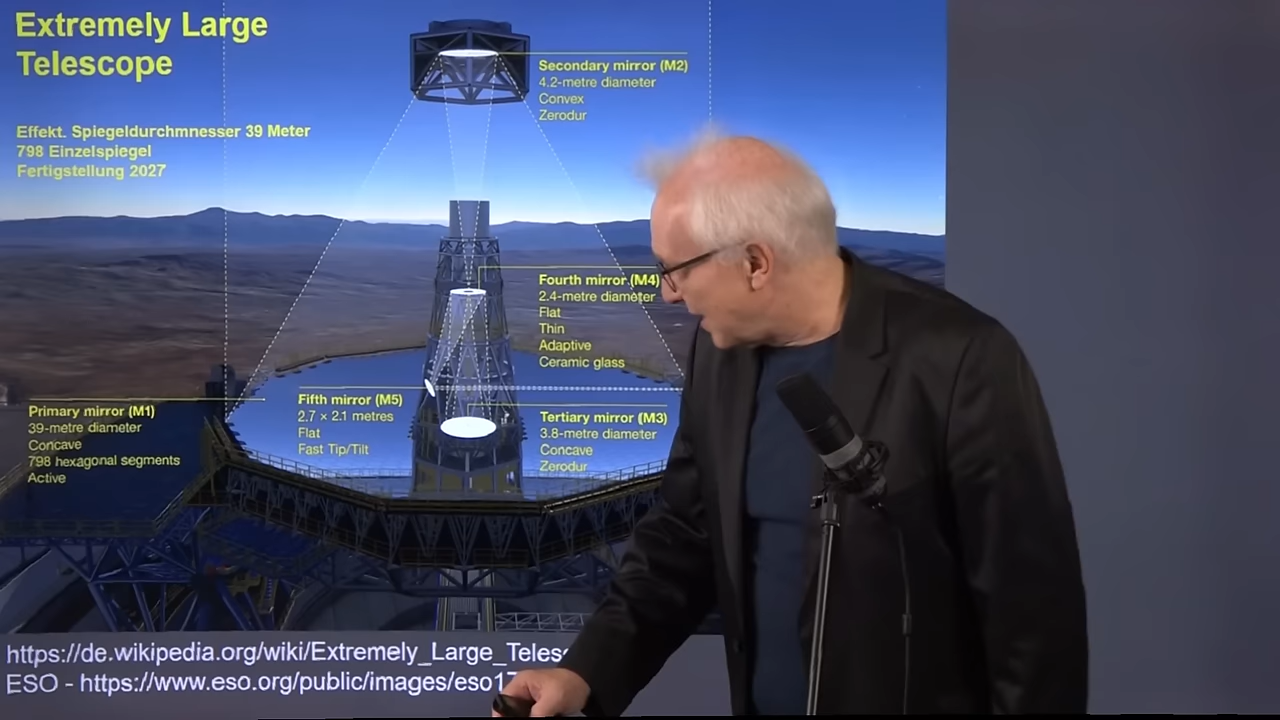 Extremely Large
Telescope
Effekt. Spiegeldurchmnesser 39 Meter
798 Einzelspiegel
Fertigstellung 2027
Secondary mirror (M2)
4.2-metre diameter
Convex
Zerodur
Fourth mirror (M4)
2.4-metre diameter
Flat
Thin
Adaptive
Ceramic glass
Primary mirror (M1)
39-metre diameter
Concave
798 hexagonal segments
Active
Fifth mirror (M5)
2.7 × 2.1 metres
Flat
Fast Tip/Tilt
Tertiary mirror (M3)
3.8-metre diameter
Concave
Zerodur
https://de.wikipedia.org/wiki/Extremely_Large_Teles
ESO - https://www.eso.org/public/images/eso17